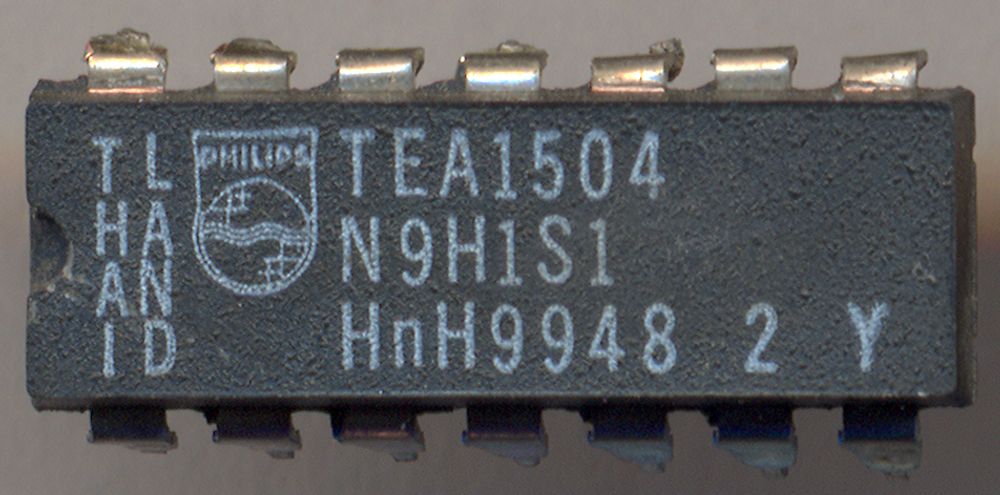 TL
HA
AN
ID
PHILIPS
TEA1504
N9H1S1
HnH9948 2 Y